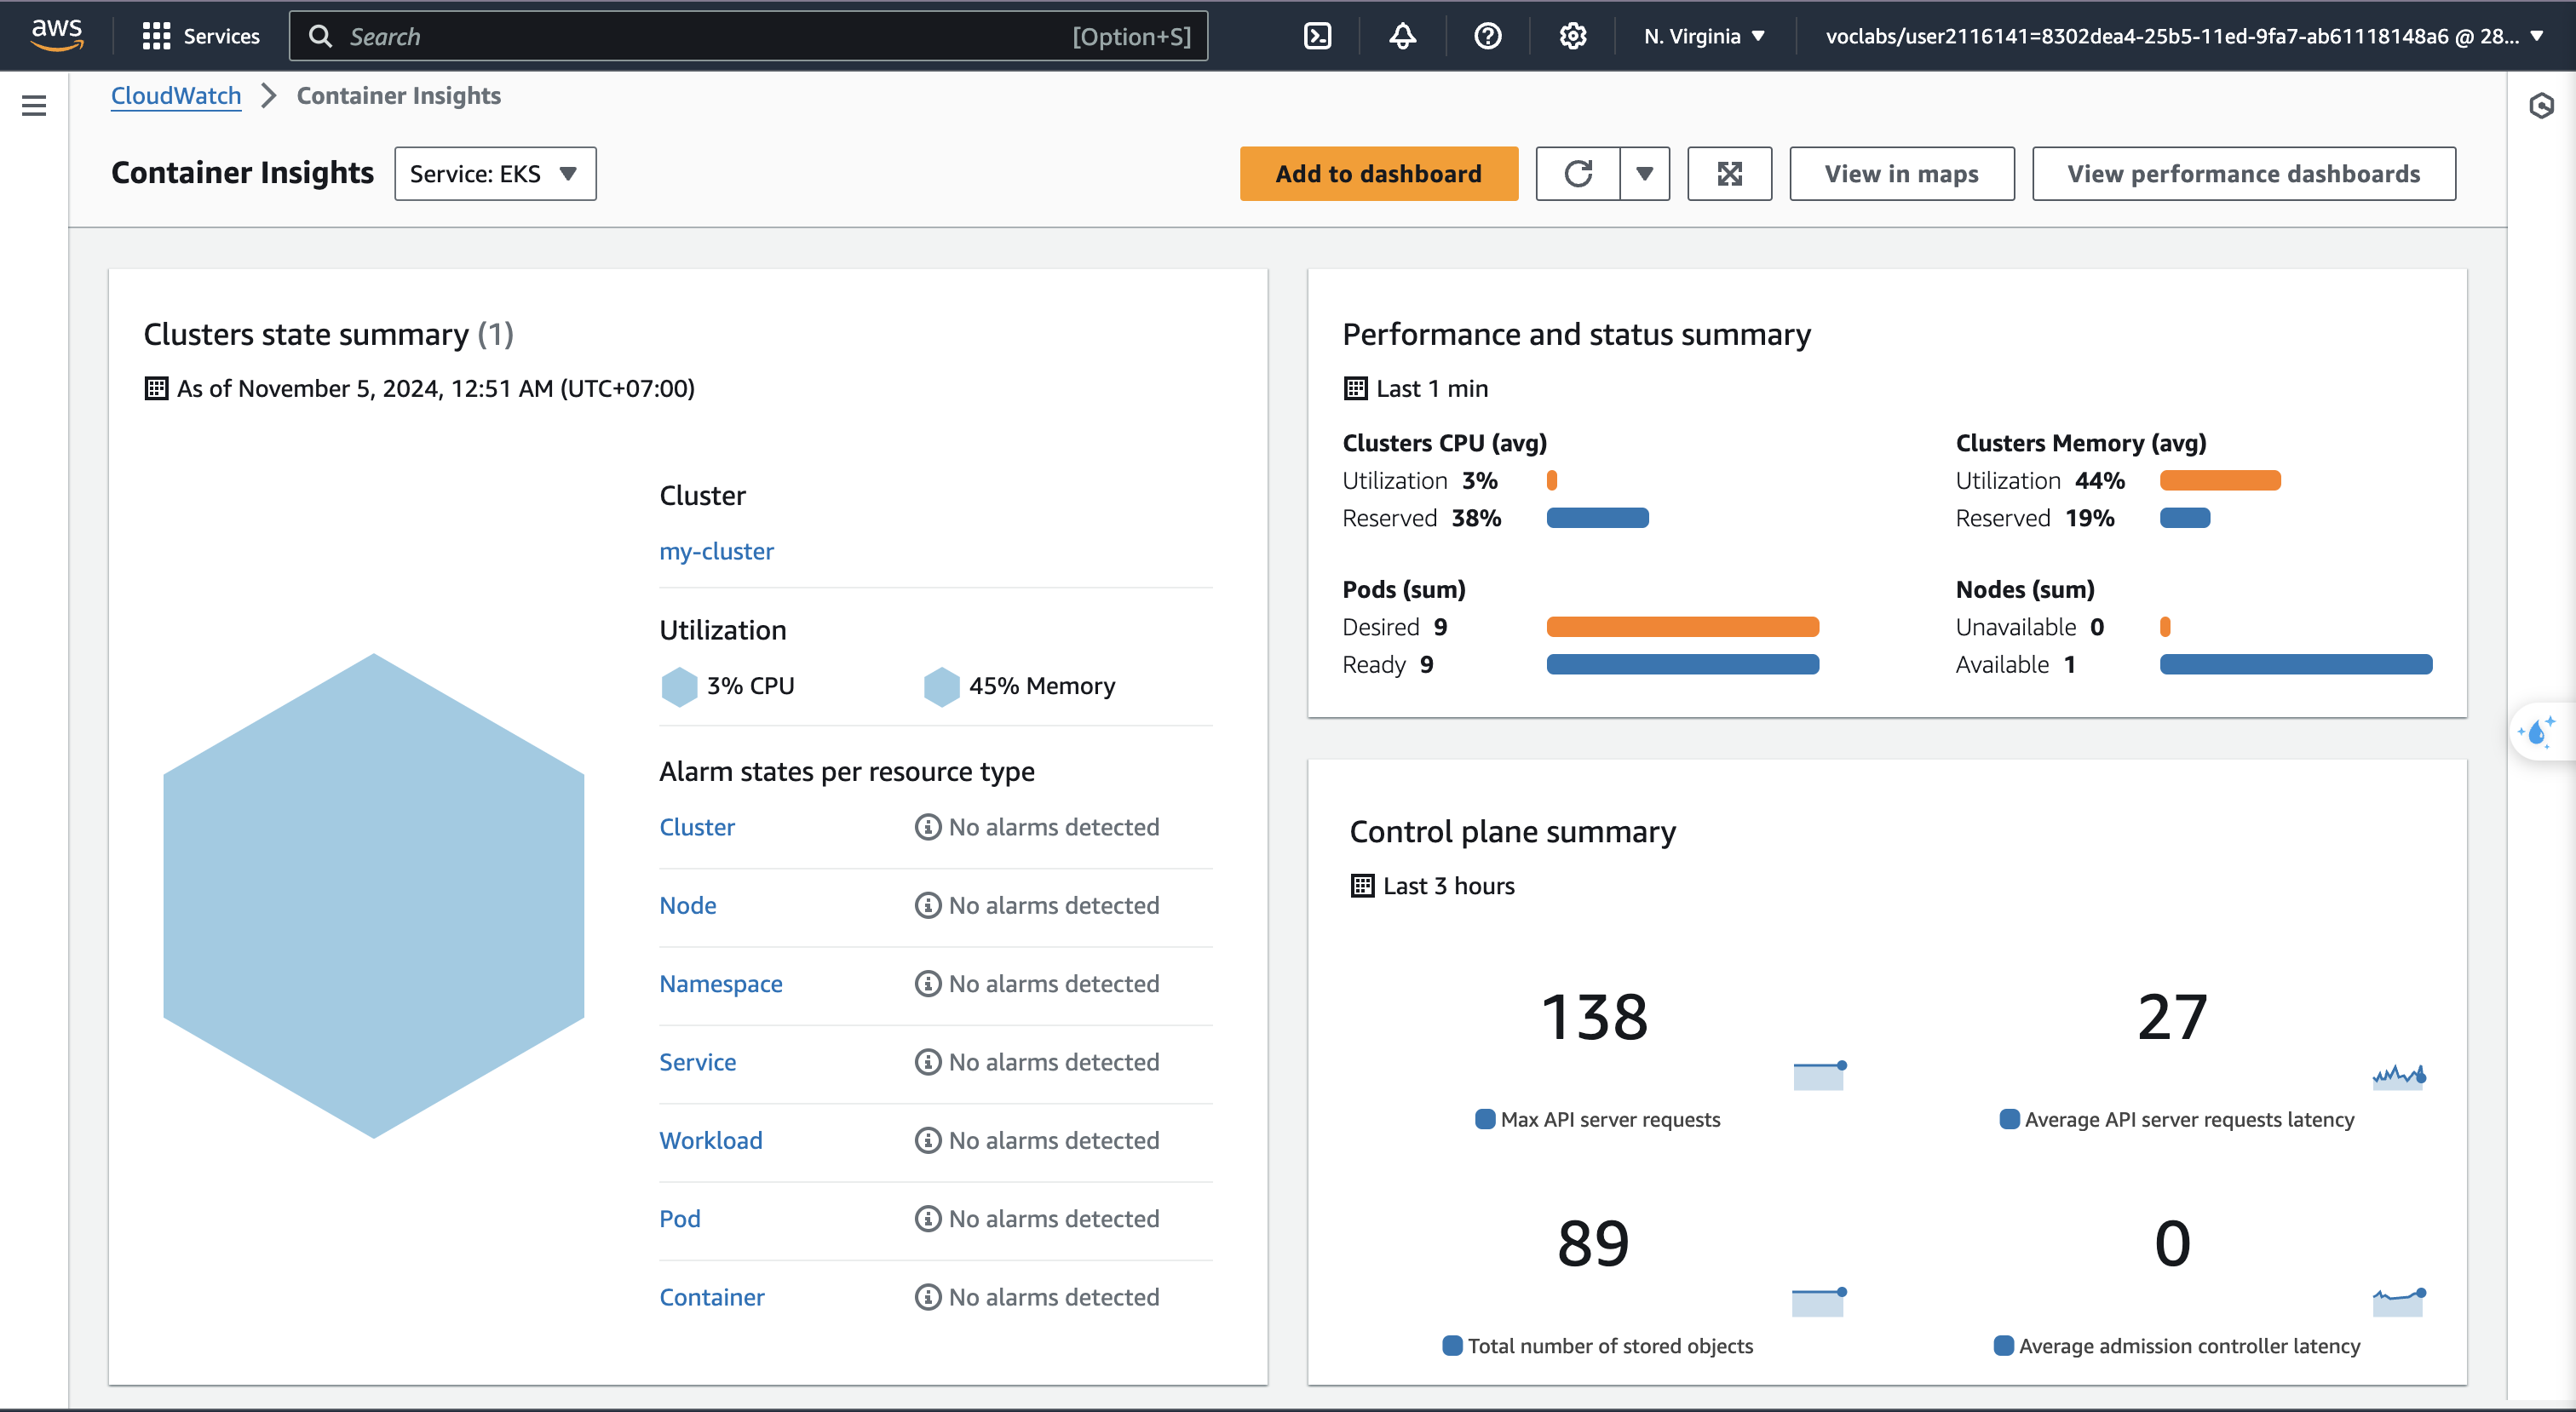 aws
Services
Search [Option+S]
N. Virginia
voclabs/user2116141=8302dea4-25b5-11ed-9fa7-ab61118148a6 @ 28...
CloudWatch
Container Insights
Container Insights
Service: EKS
Add to dashboard
View in maps
View performance dashboards
Clusters state summary (1)
As of November 5, 2024, 12:51 AM (UTC+07:00)
Cluster
my-cluster
Utilization
3% CPU
45% Memory
Alarm states per resource type
Cluster No alarms detected
Node No alarms detected
Namespace No alarms detected
Service No alarms detected
Workload No alarms detected
Pod No alarms detected
Container No alarms detected
Performance and status summary
Last 1 min
Clusters CPU (avg)
Utilization 3%
Reserved 38%
Clusters Memory (avg)
Utilization 44%
Reserved 19%
Pods (sum)
Desired 9
Ready 9
Nodes (sum)
Unavailable 0
Available 1
Control plane summary
Last 3 hours
138
Max API server requests
27
Average API server requests latency
89
Total number of stored objects
0
Average admission controller latency